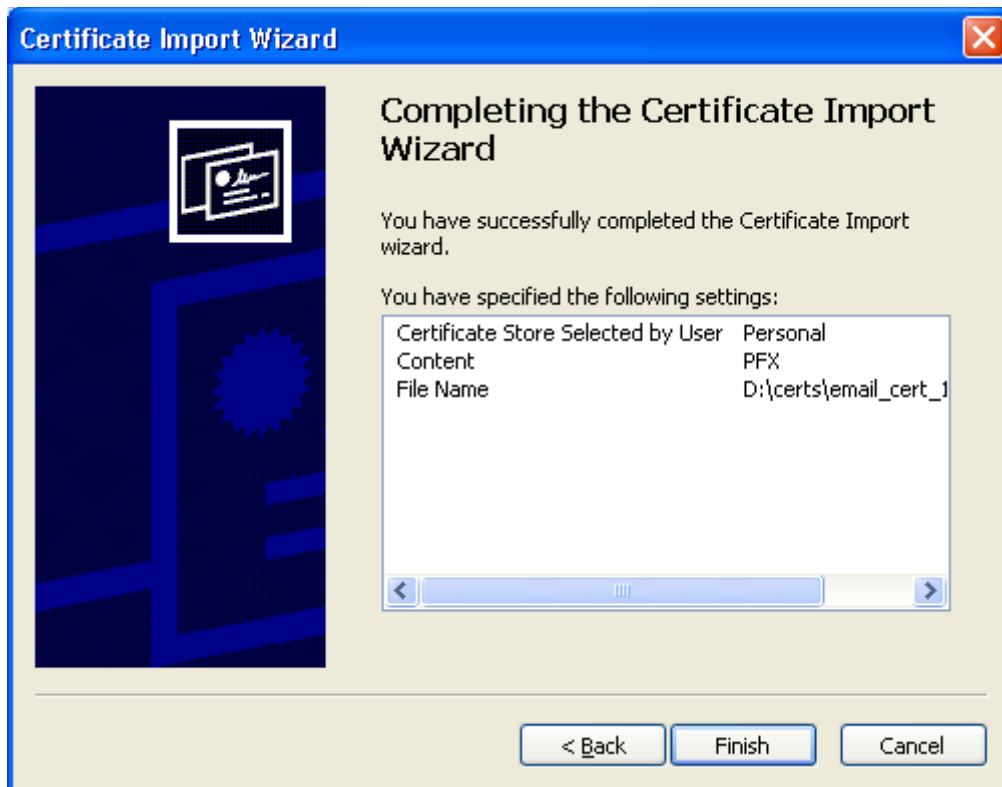 Certificate Import Wizard
Completing the Certificate Import
Wizard
You have successfully completed the Certificate Import
wizard.
You have specified the following settings:
Certificate Store Selected by User Personal
Content PFX
File Name D:\certs\email_cert_1
< Back Finish Cancel